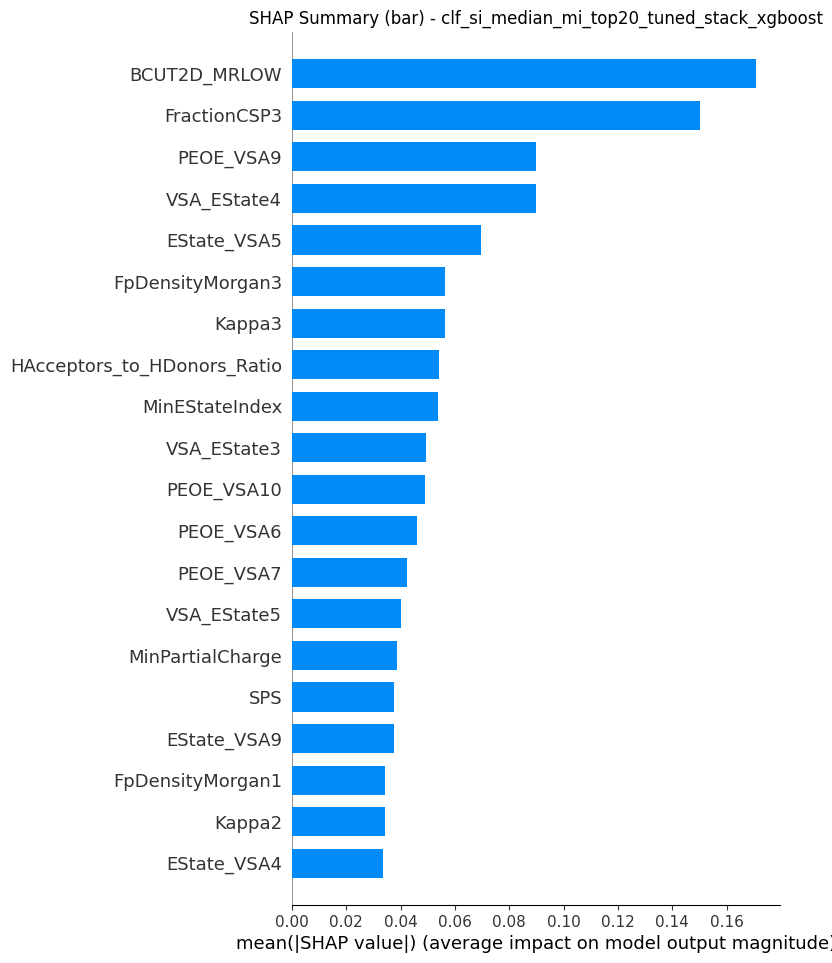 SHAP Summary (bar) - clf_si_median_mi_top20_tuned_stack_xgboost
BCUT2D_MRLOW
FractionCSP3
PEOE_VSA9
VSA_EState4
EState_VSA5
FpDensityMorgan3
Kappa3
HAcceptors_to_HDonors_Ratio
MinEStateIndex
VSA_EState3
PEOE_VSA10
PEOE_VSA6
PEOE_VSA7
VSA_EState5
MinPartialCharge
SPS
EState_VSA9
FpDensityMorgan1
Kappa2
EState_VSA4
0.00 0.02 0.04 0.06 0.08 0.10 0.12 0.14 0.16
mean(|SHAP value|) (average impact on model output magnitude)